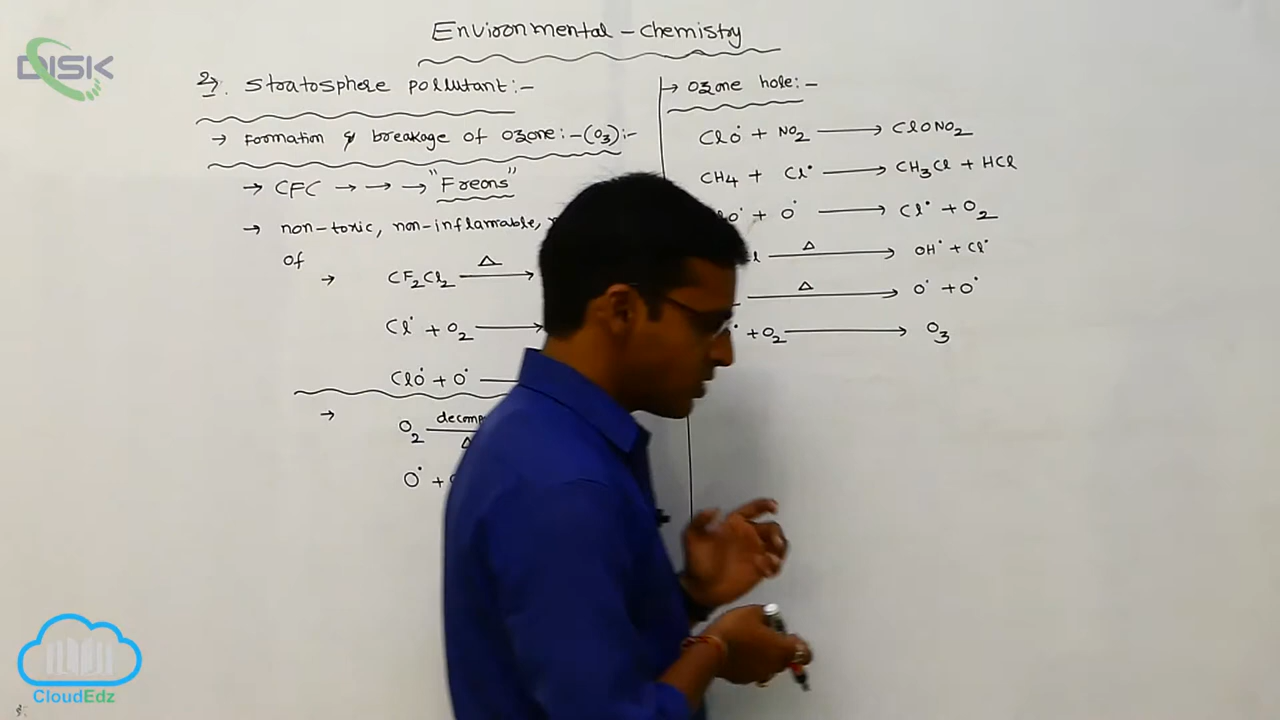 Environmental - chemistry
DISK
2). Stratosphere pollutant:-
→ Formation & breakage of ozone:-(O3):-
→ CFC → → → "Freons"
→ non-toxic, non-inflammable,
of
→ CF2Cl2 Δ→
Cl• + O2 →
ClO• + O•
→ O2 Δ
O• +
→ Ozone hole:-
ClO• + NO2 → ClONO2
CH4 + Cl• → CH3Cl + HCl
O• + O• → Cl• + O2
Δ→ OH• + Cl•
Δ→ O• + O•
• + O2 → O3
CloudEdz